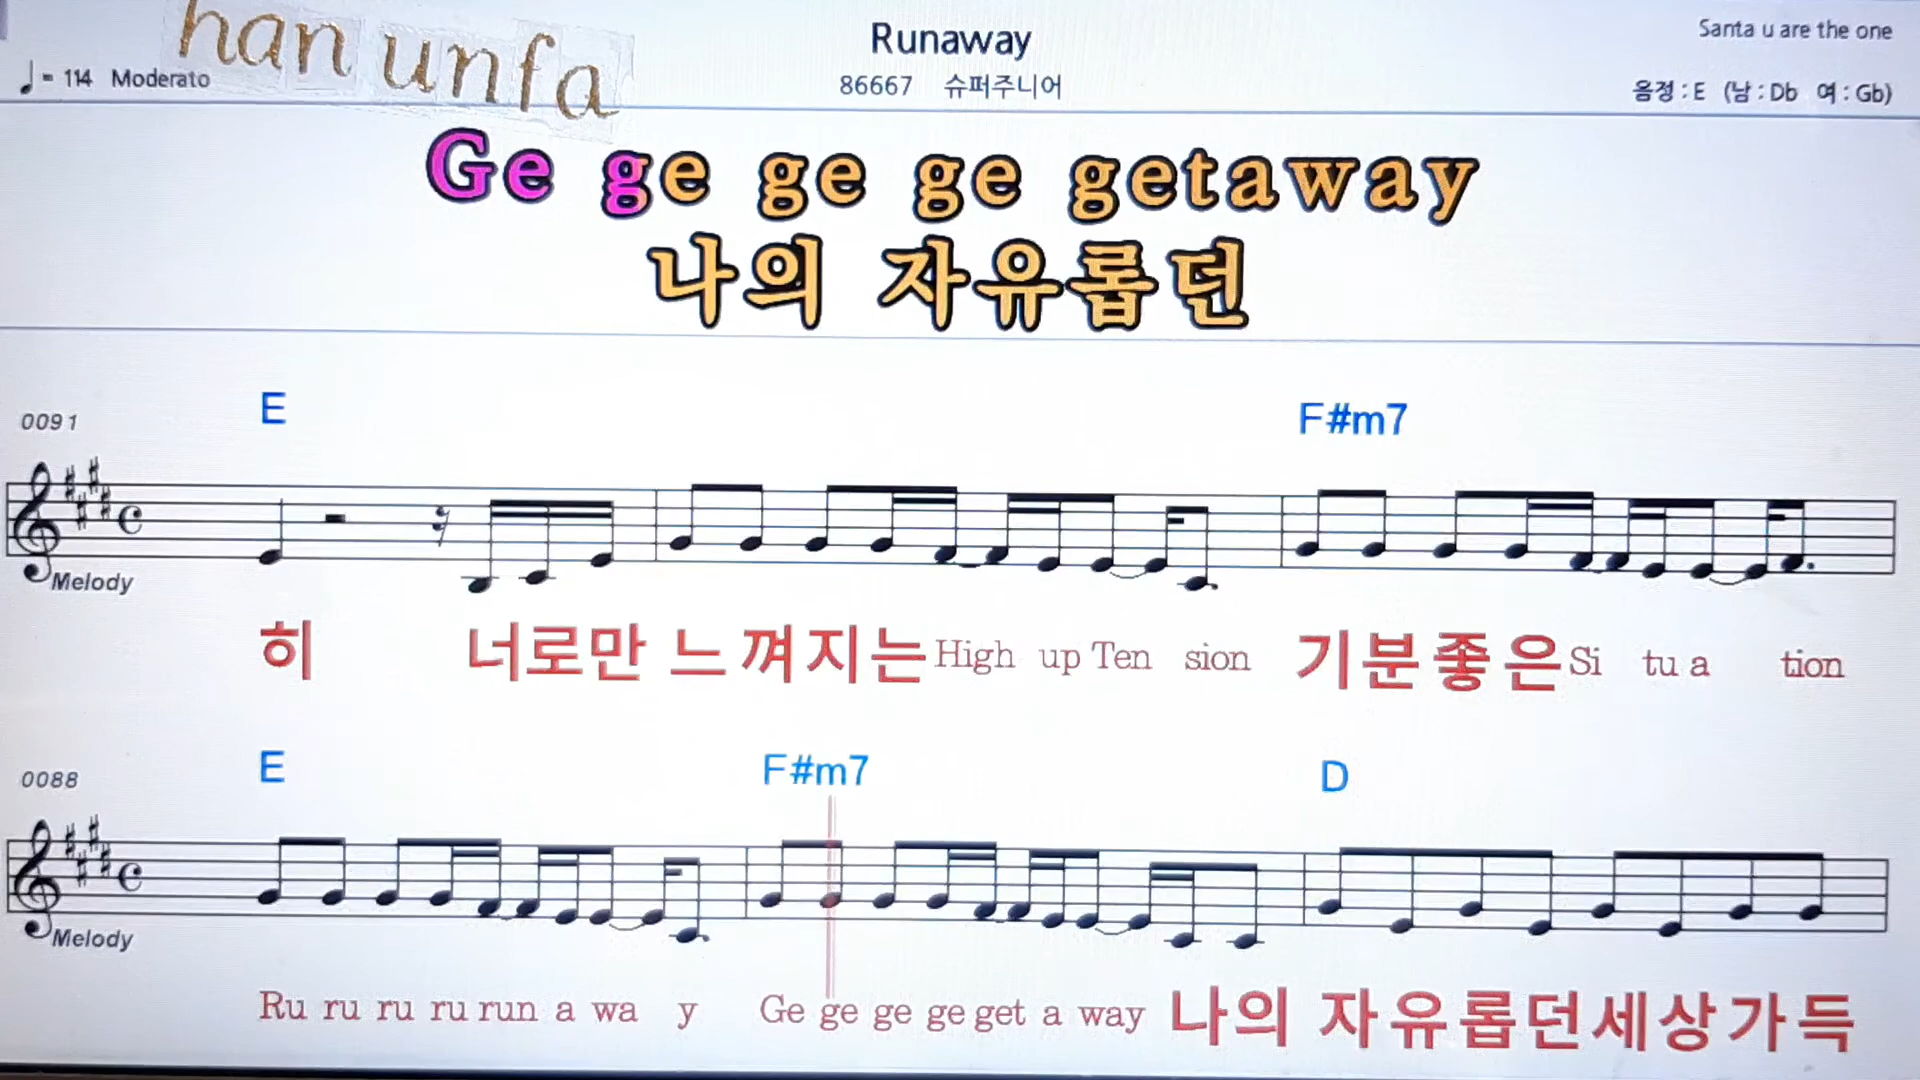 han unfa
Runaway
Santa u are the one
♩= 114 Moderato
86667 슈퍼주니어
음정 : E (남 : Db 여 : Gb)
Ge ge ge ge getaway
나의 자유롭던
0091 E F#m7
Melody
히 너로만 느껴지는 High up Ten sion 기분좋은 Si tu a tion
0088 E F#m7 D
Melody
Ru ru ru ru run a wa y Ge ge ge ge get a way 나의 자유롭던세상가득